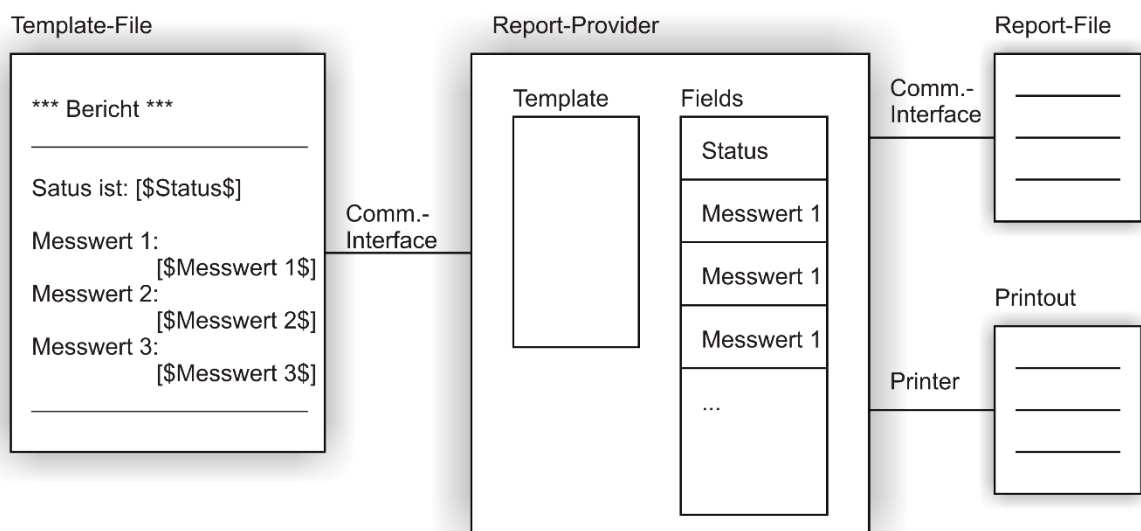 Template-File
*** Bericht ***
Satus ist: [$Status$]
Messwert 1:
[$Messwert 1$]
Messwert 2:
[$Messwert 2$]
Messwert 3:
[$Messwert 3$]
Comm.-
Interface
Report-Provider
Template
Fields
Status
Messwert 1
Messwert 1
Messwert 1
...
Comm.-
Interface
Report-File
Printer
Printout